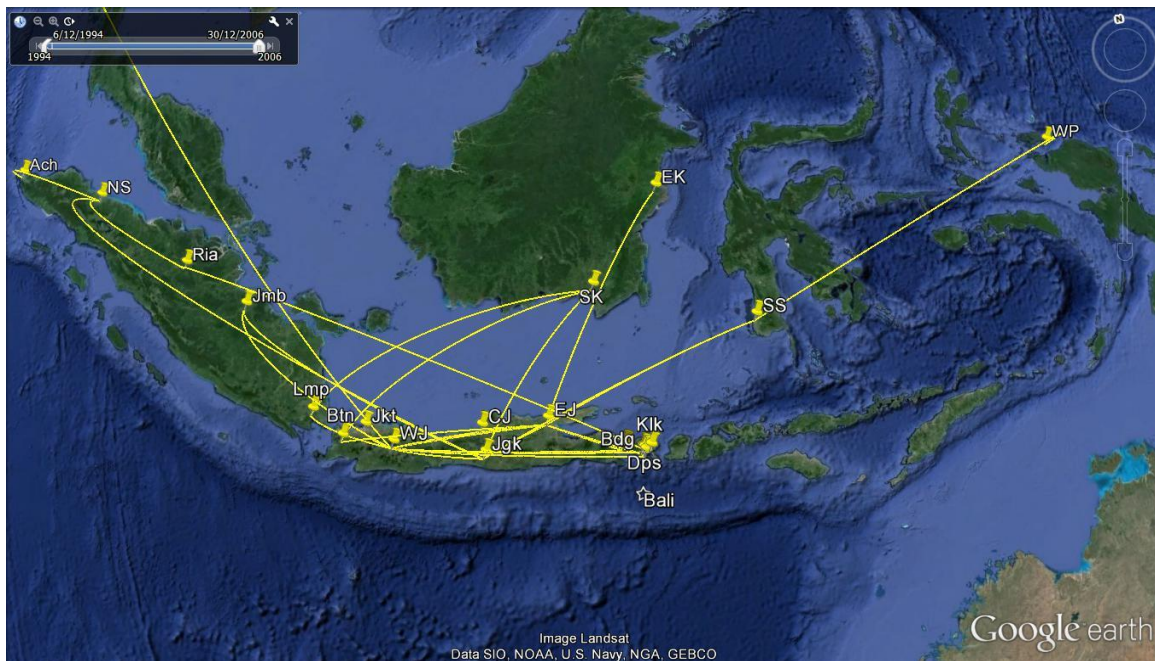 6/12/1994 30/12/2006
1994 2006
N
Ach
NS
Ria
Jmb
Lmp
Btn
Jkt
WJ
CJ
Jgk
EJ
SK
EK
SS
WP
Klk
Bdg
Dps
Bali
Image Landsat
Data SIO, NOAA, U.S. Navy, NGA, GEBCO
Google earth